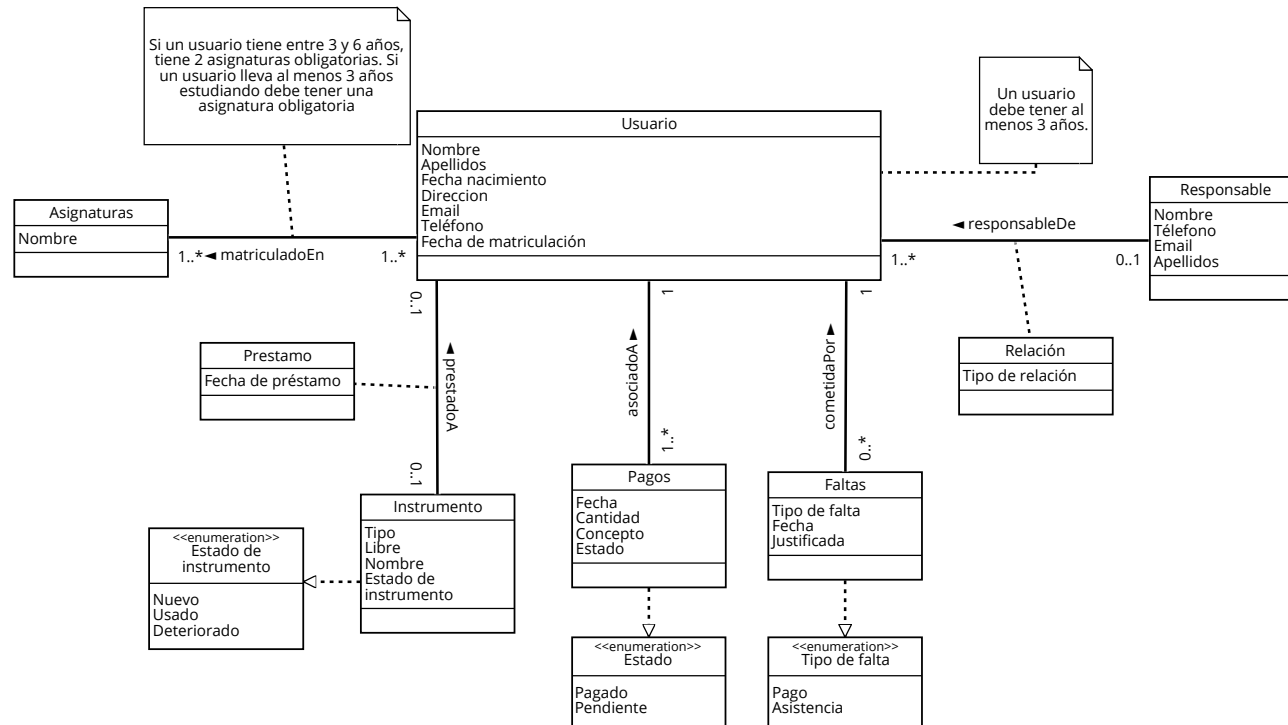 Si un usuario tiene entre 3 y 6 años,
tiene 2 asignaturas obligatorias. Si
un usuario lleva al menos 3 años
estudiando debe tener una
asignatura obligatoria
Un usuario
debe tener al
menos 3 años.
Usuario
Nombre
Apellidos
Fecha nacimiento
Direccion
Email
Teléfono
Fecha de matriculación
Asignaturas
Nombre
1..*
◄ matriculadoEn
1..*
Responsable
Nombre
Télefono
Email
Apellidos
◄ responsableDe
1..*
0..1
Relación
Tipo de relación
0..1
◄ prestadoA
0..1
Prestamo
Fecha de préstamo
1
asociadoA ►
1..*
1
cometidaPor ►
0..*
Instrumento
Tipo
Libre
Nombre
Estado de
instrumento
<<enumeration>>
Estado de
instrumento
Nuevo
Usado
Deteriorado
Pagos
Fecha
Cantidad
Concepto
Estado
<<enumeration>>
Estado
Pagado
Pendiente
Faltas
Tipo de falta
Fecha
Justificada
<<enumeration>>
Tipo de falta
Pago
Asistencia